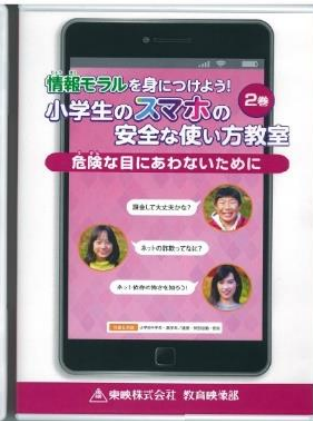 情報モラルを身につけよう!
小学生のスマホの
2巻
安全な使い方教室
危険な目にあわないために
課金して大丈夫かな?
ネットの詐欺ってなに?
ネット依存の怖さを知ろう!
東映株式会社 教育映像部